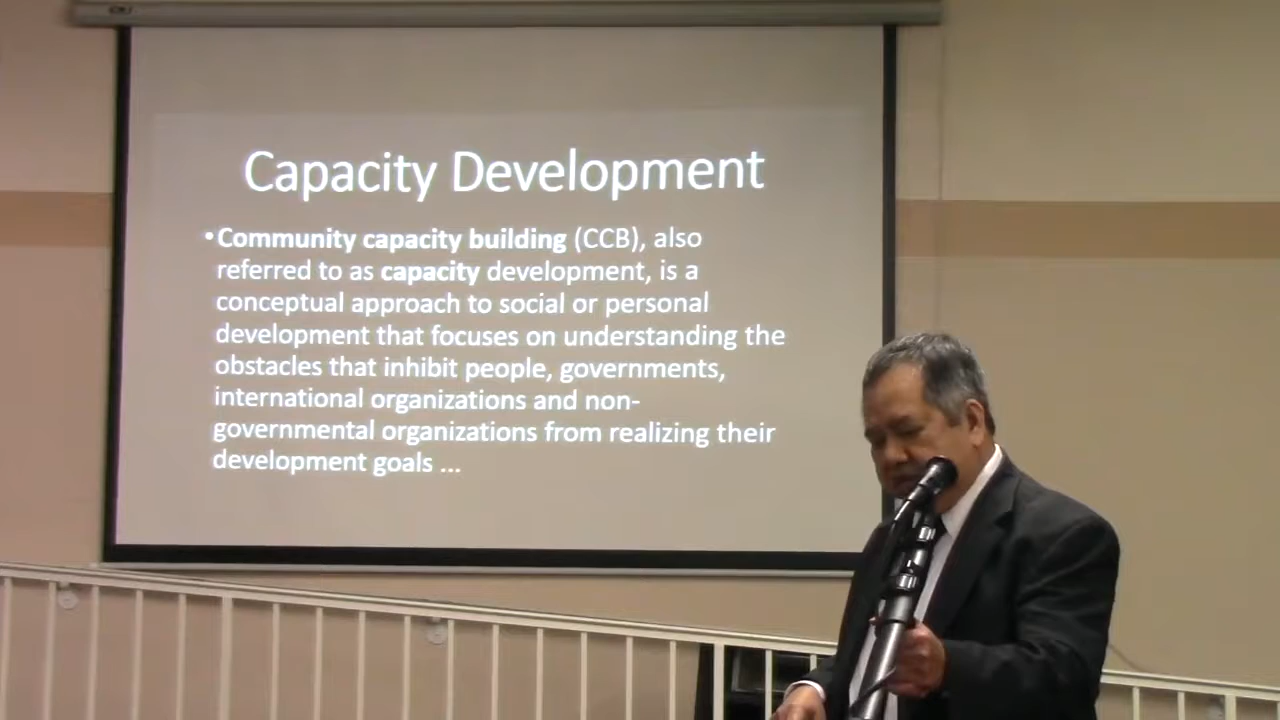 Capacity Development
•Community capacity building (CCB), also
referred to as capacity development, is a
conceptual approach to social or personal
development that focuses on understanding the
obstacles that inhibit people, governments,
international organizations and non-
governmental organizations from realizing their
development goals ...